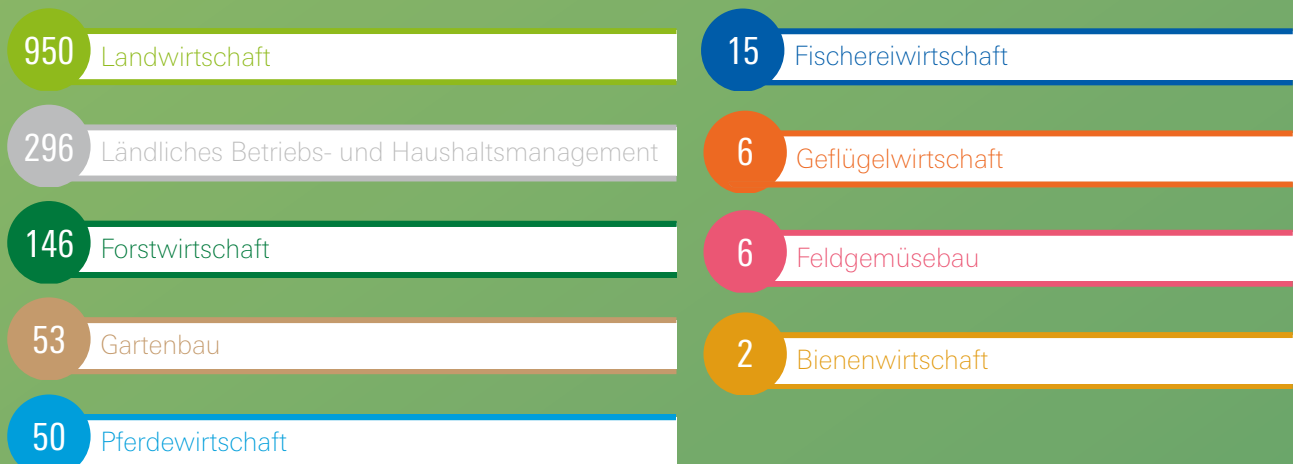 950 Landwirtschaft
296 Ländliches Betriebs- und Haushaltsmanagement
146 Forstwirtschaft
53 Gartenbau
50 Pferdewirtschaft
15 Fischereiwirtschaft
6 Geflügelwirtschaft
6 Feldgemüsebau
2 Bienenwirtschaft